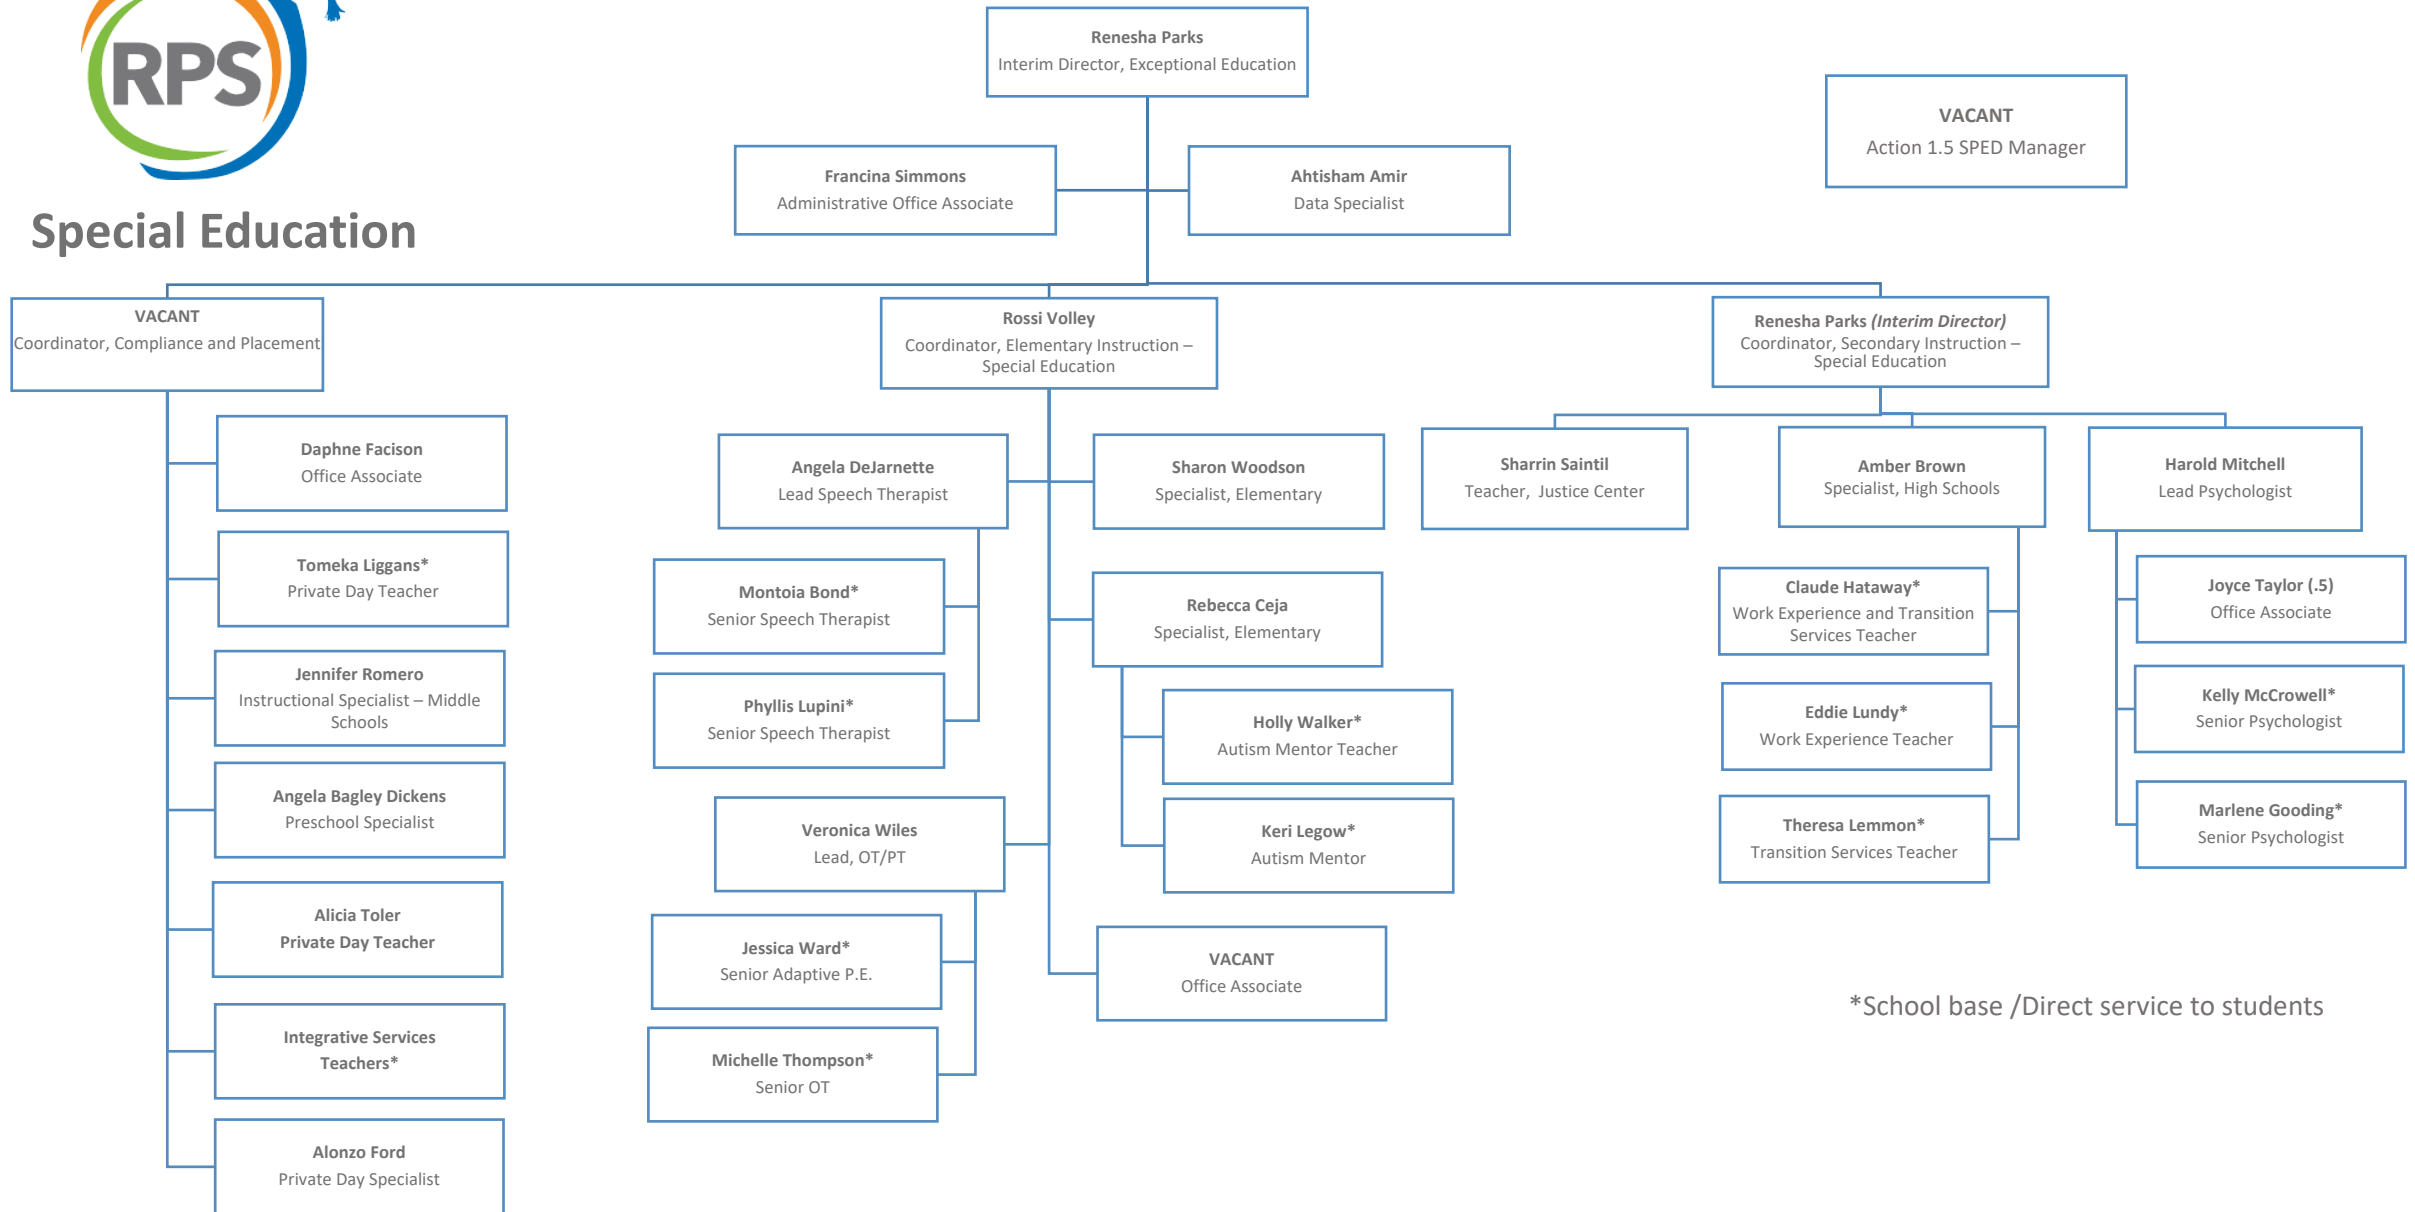 RPS
Special Education
Renesha Parks
Interim Director, Exceptional Education
VACANT
Action 1.5 SPED Manager
Francina Simmons
Administrative Office Associate
Ahtisham Amir
Data Specialist
VACANT
Coordinator, Compliance and Placement
Daphne Facison
Office Associate
Tomeka Liggans*
Private Day Teacher
Jennifer Romero
Instructional Specialist – Middle
Schools
Angela Bagley Dickens
Preschool Specialist
Alicia Toler
Private Day Teacher
Integrative Services
Teachers*
Alonzo Ford
Private Day Specialist
Rossi Volley
Coordinator, Elementary Instruction –
Special Education
Angela DeJarnette
Lead Speech Therapist
Montoia Bond*
Senior Speech Therapist
Phyllis Lupini*
Senior Speech Therapist
Veronica Wiles
Lead, OT/PT
Jessica Ward*
Senior Adaptive P.E.
Michelle Thompson*
Senior OT
Sharon Woodson
Specialist, Elementary
Rebecca Ceja
Specialist, Elementary
Holly Walker*
Autism Mentor Teacher
Keri Legow*
Autism Mentor
VACANT
Office Associate
Renesha Parks (Interim Director)
Coordinator, Secondary Instruction –
Special Education
Sharrin Saintil
Teacher, Justice Center
Amber Brown
Specialist, High Schools
Claude Hataway*
Work Experience and Transition
Services Teacher
Eddie Lundy*
Work Experience Teacher
Theresa Lemmon*
Transition Services Teacher
Harold Mitchell
Lead Psychologist
Joyce Taylor (.5)
Office Associate
Kelly McCrowell*
Senior Psychologist
Marlene Gooding*
Senior Psychologist
*School base /Direct service to students